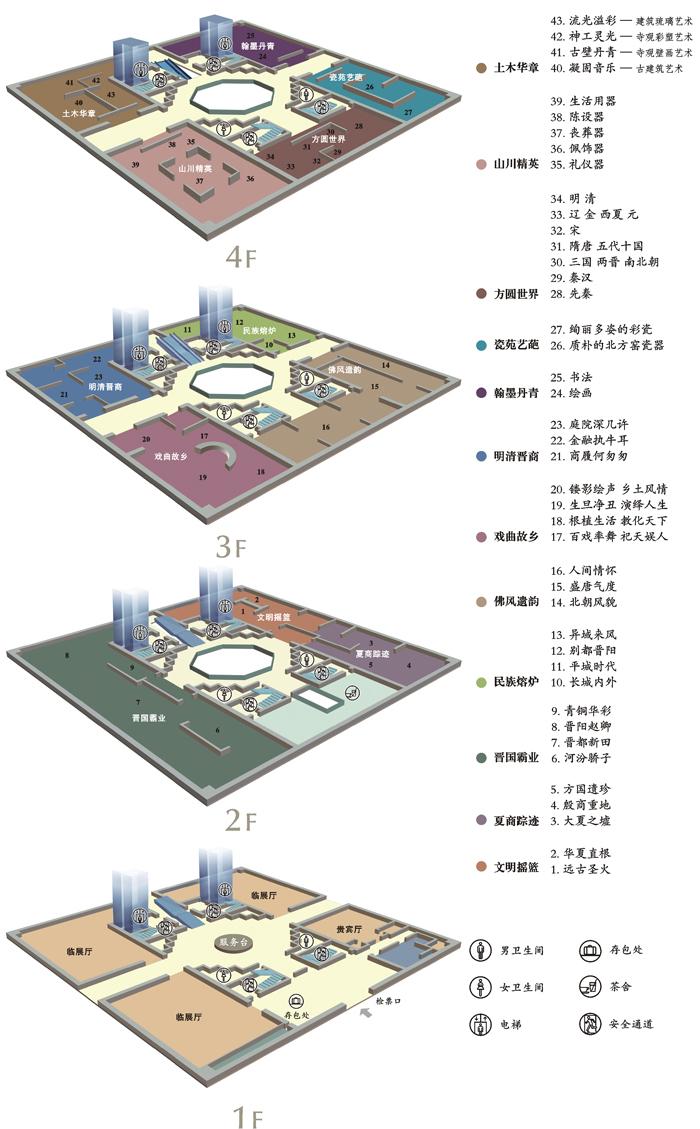 25
翰墨丹青
24
41
42
40
43
土木华章
瓷苑艺葩
26
27
38
35
山川精英
39
37
36
30
28
方圆世界
31
29
34
33
32
4F
11
12
民族熔炉
13
10
22
23
明清晋商
21
佛风遗韵
14
15
16
20
17
戏曲故乡
19
18
3F
2
1
文明摇篮
3
夏商踪迹
5
4
8
9
7
晋国霸业
6
2F
临展厅
临展厅
服务台
贵宾厅
临展厅
存包处
检票口
1F
43. 流光溢彩 — 建筑琉璃艺术
42. 神工灵光 — 寺观彩塑艺术
41. 古壁丹青 — 寺观壁画艺术
土木华章 40. 凝固音乐 — 古建筑艺术
39. 生活用器
38. 陈设器
37. 丧葬器
36. 佩饰器
山川精英 35. 礼仪器
34. 明 清
33. 辽 金 西夏 元
32. 宋
31. 隋唐 五代十国
30. 三国 两晋 南北朝
29. 秦汉
方圆世界 28. 先秦
27. 绚丽多姿的彩瓷
瓷苑艺葩 26. 质朴的北方窑瓷器
25. 书法
翰墨丹青 24. 绘画
23. 庭院深几许
22. 金融执牛耳
明清晋商 21. 商履何匆匆
20. 镂影绘声 乡土风情
19. 生旦净丑 演绎人生
18. 根植生活 教化天下
戏曲故乡 17. 百戏率舞 祀天娱人
16. 人间情怀
15. 盛唐气度
佛风遗韵 14. 北朝风貌
13. 异域来风
12. 别都晋阳
11. 平城时代
民族熔炉 10. 长城内外
9. 青铜华彩
8. 晋阳赵卿
7. 晋都新田
晋国霸业 6. 河汾骄子
5. 方国遗珍
4. 殷商重地
夏商踪迹 3. 大夏之墟
2. 华夏直根
文明摇篮 1. 远古圣火
男卫生间
存包处
女卫生间
茶舍
电梯
安全通道